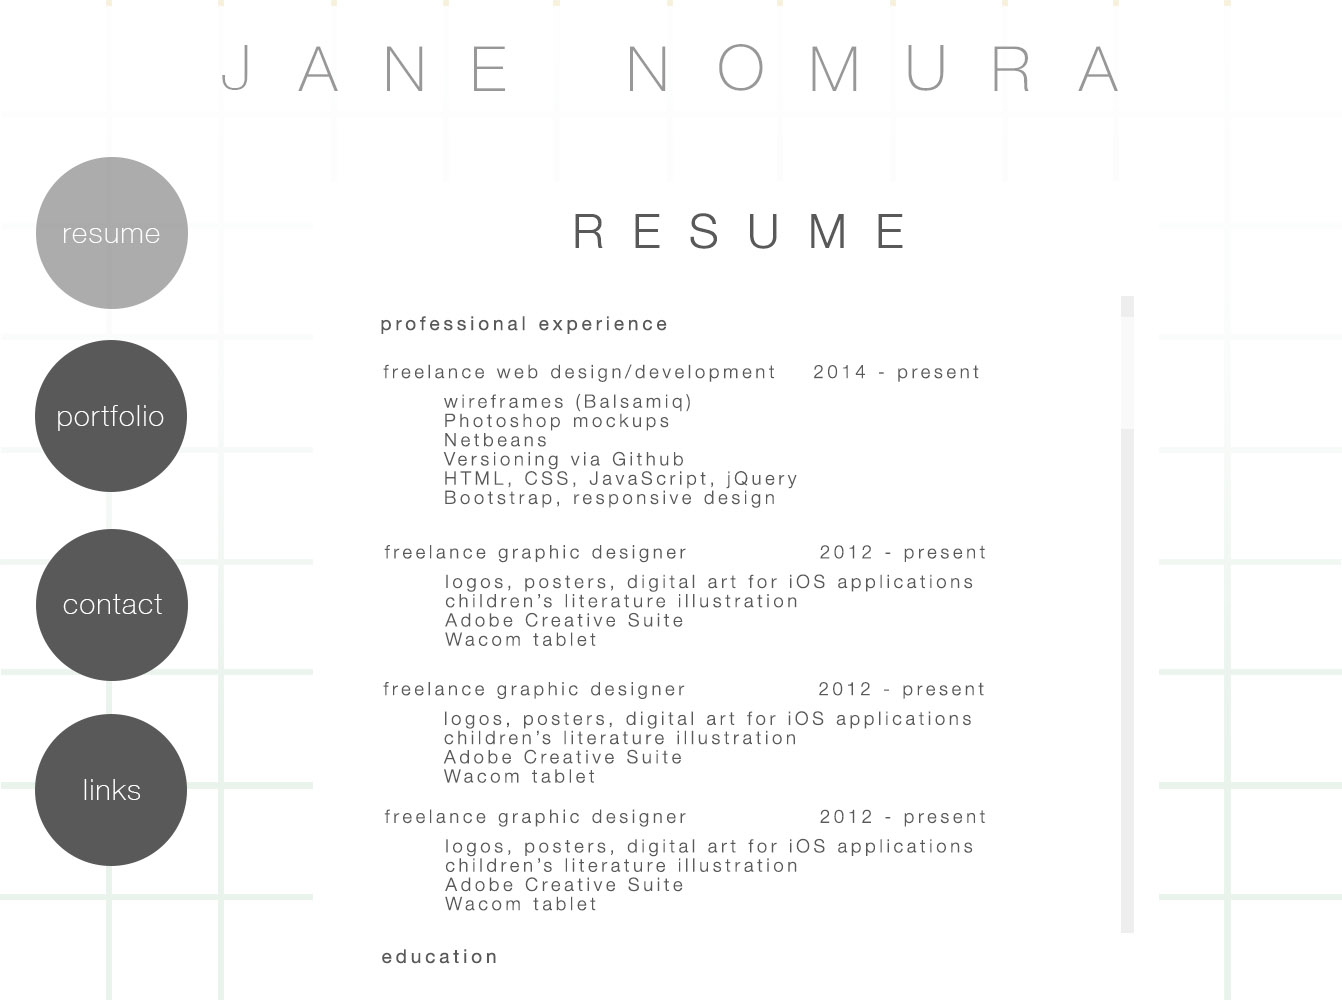 JANE NOMURA
resume
portfolio
contact
links
RESUME
professional experience
freelance web design/development 2014 - present
wireframes (Balsamiq)
Photoshop mockups
Netbeans
Versioning via Github
HTML, CSS, JavaScript, jQuery
Bootstrap, responsive design
freelance graphic designer 2012 - present
logos, posters, digital art for iOS applications
children’s literature illustration
Adobe Creative Suite
Wacom tablet
freelance graphic designer 2012 - present
logos, posters, digital art for iOS applications
children’s literature illustration
Adobe Creative Suite
Wacom tablet
freelance graphic designer 2012 - present
logos, posters, digital art for iOS applications
children’s literature illustration
Adobe Creative Suite
Wacom tablet
education